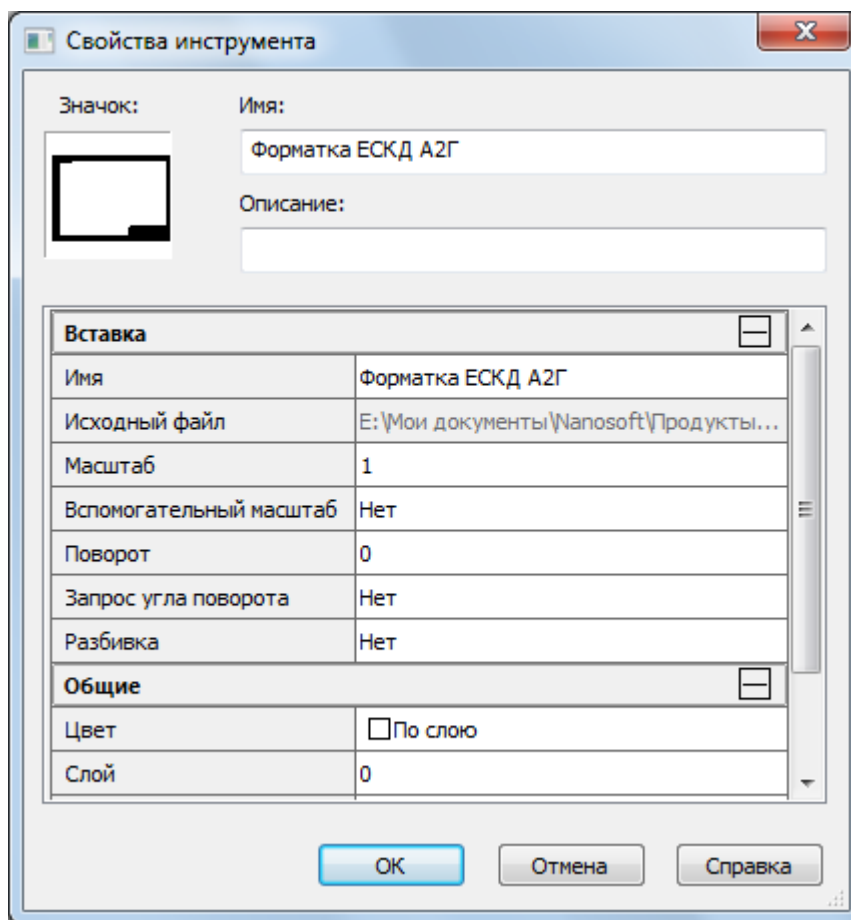 Свойства инструмента
Значок:
Имя:
Форматка ЕСКД А2Г
Описание:
Вставка
Имя Форматка ЕСКД А2Г
Исходный файл E:\Мои документы\Nanosoft\Продукты...
Масштаб 1
Вспомогательный масштаб Нет
Поворот 0
Запрос угла поворота Нет
Разбивка Нет
Общие
Цвет По слою
Слой 0
ОК Отмена Справка